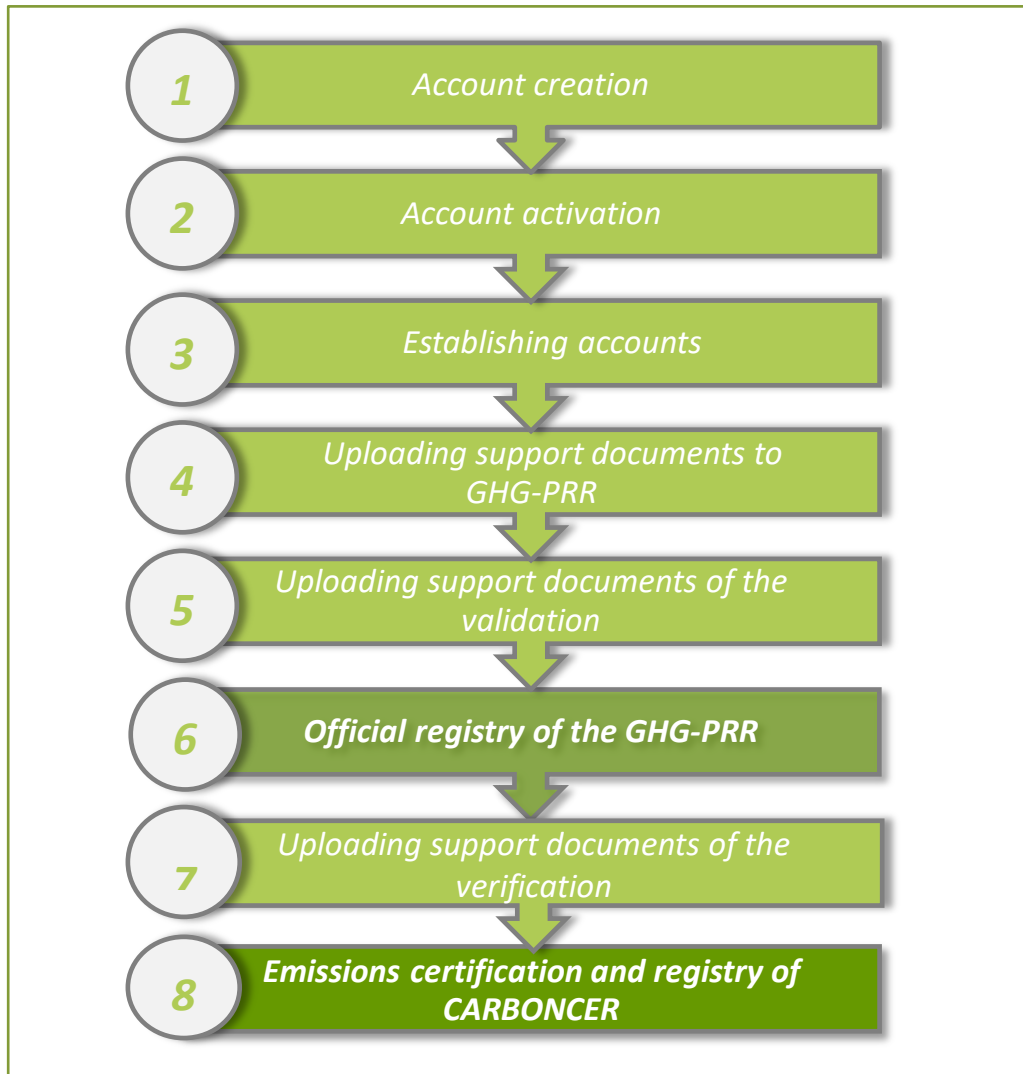 1
Account creation
2
Account activation
3
Establishing accounts
4
Uploading support documents to
GHG-PRR
5
Uploading support documents of the
validation
6
Official registry of the GHG-PRR
7
Uploading support documents of the
verification
8
Emissions certification and registry of
CARBONCER